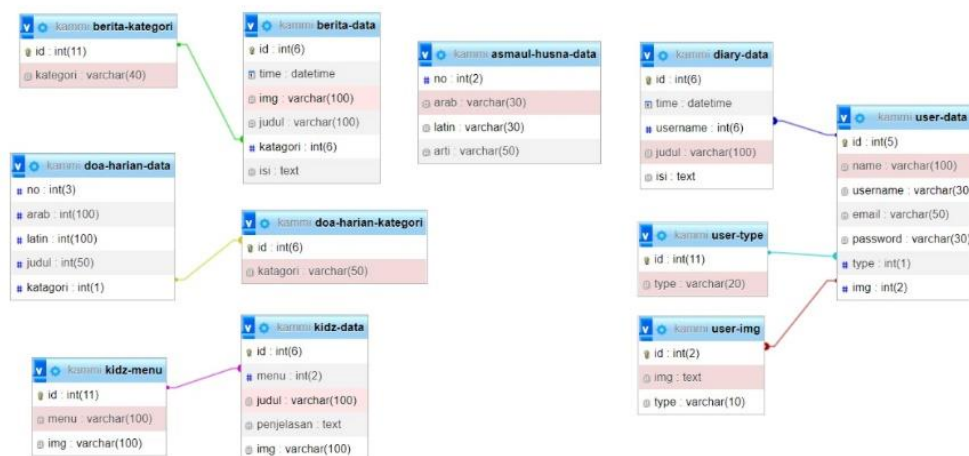 kammi berita-kategori
id : int(11)
kategori : varchar(40)
kammi berita-data
id : int(6)
time : datetime
img : varchar(100)
judul : varchar(100)
kategori : int(6)
isi : text
kammi asmaul-husna-data
no : int(2)
arab : varchar(30)
latin : varchar(30)
arti : varchar(50)
kammi diary-data
id : int(6)
time : datetime
username : int(6)
judul : varchar(100)
isi : text
kammi user-data
id : int(5)
name : varchar(100)
username : varchar(30)
email : varchar(50)
password : varchar(30)
type : int(1)
img : int(2)
kammi doa-harian-data
no : int(3)
arab : int(100)
latin : int(100)
judul : int(50)
katagori : int(1)
kammi doa-harian-kategori
id : int(6)
katagori : varchar(50)
kammi user-type
id : int(11)
type : varchar(20)
kammi user-img
id : int(2)
img : text
type : varchar(10)
kammi kidz-menu
id : int(11)
menu : varchar(100)
img : varchar(100)
kammi kidz-data
id : int(6)
menu : int(2)
judul : varchar(100)
penjelasan : text
img : varchar(100)